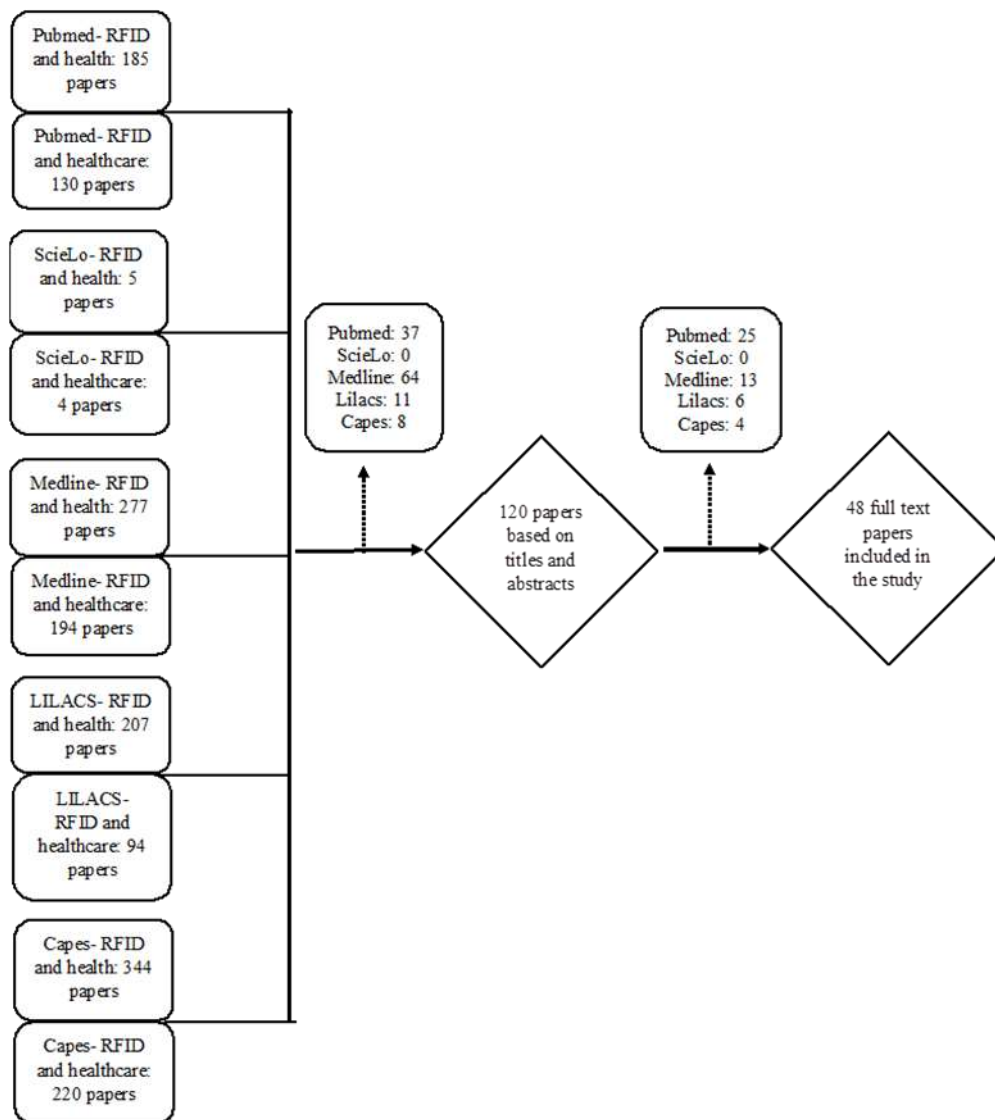 Pubmed- RFID
and health: 185
papers
Pubmed- RFID
and healthcare:
130 papers
ScieLo- RFID
and health: 5
papers
ScieLo- RFID
and healthcare:
4 papers
Medline- RFID
and health: 277
papers
Medline- RFID
and healthcare:
194 papers
LILACS- RFID
and health: 207
papers
LILACS-
RFID and
healthcare: 94
papers
Capes- RFID
and health: 344
papers
Capes- RFID
and healthcare:
220 papers
Pubmed: 37
ScieLo: 0
Medline: 64
Lilacs: 11
Capes: 8
120 papers
based on
titles and
abstracts
Pubmed: 25
ScieLo: 0
Medline: 13
Lilacs: 6
Capes: 4
48 full text
papers
included in
the study